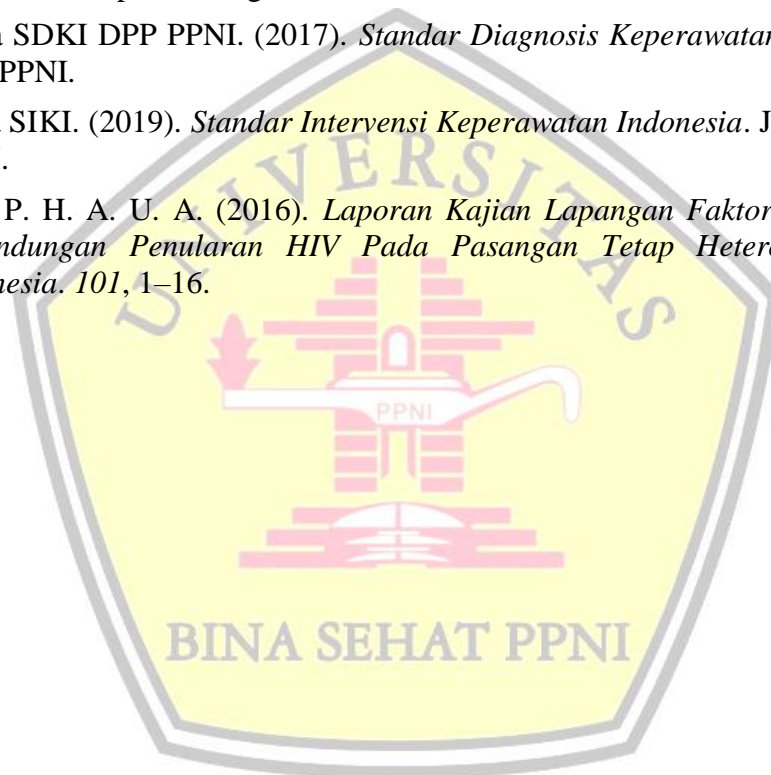 SDKI DPP PPNI. (2017). Standar Diagnosis Keperawatan
PPNI.
SIKI. (2019). Standar Intervensi Keperawatan Indonesia. J
P. H. A. U. A. (2016). Laporan Kajian Lapangan Faktor
ndungan Penularan HIV Pada Pasangan Tetap Hetero
nesia. 101, 1–16.
UNIVERSITAS
PPNI
BINA SEHAT PPNI